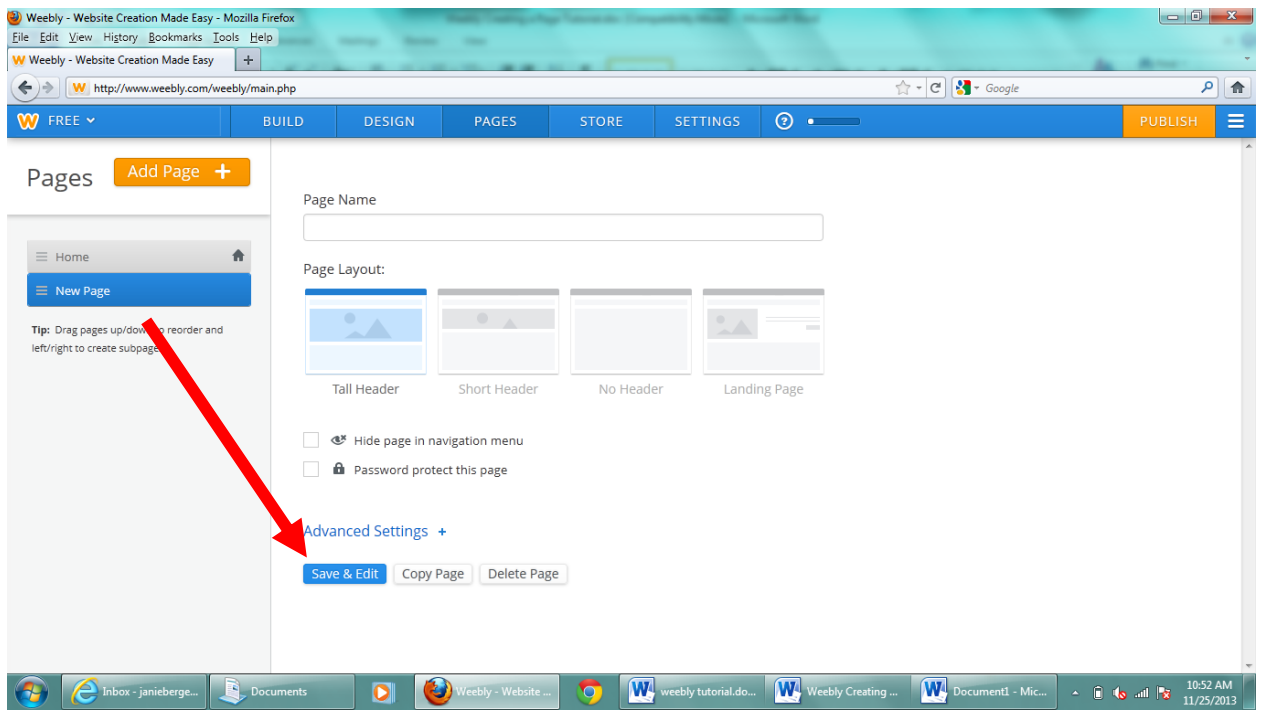 Weebly - Website Creation Made Easy - Mozilla Firefox
File Edit View History Bookmarks Tools Help
W Weebly - Website Creation Made Easy +
W http://www.weebly.com/weebly/main.php Google
W FREE BUILD DESIGN PAGES STORE SETTINGS ? PUBLISH
Pages Add Page +
Page Name
Home
Page Layout:
New Page
Tip: Drag pages up/down reorder and
left/right to create
Tall Header Short Header No Header Landing Page
Hide page in navigation menu
Password protect this page
Advanced Settings +
Save & Edit Copy Page Delete Page
Inbox - janieberge... Documents Weebly - Website ... weebly tutorial.do... Weebly Creating ... Document1 - Mic... 10:52 AM
11/25/2013